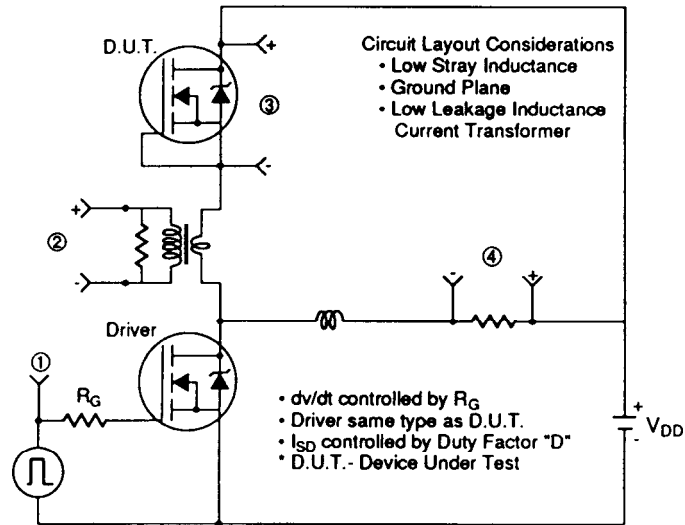 D.U.T.
+
③
-
Circuit Layout Considerations
• Low Stray Inductance
• Ground Plane
• Low Leakage Inductance
Current Transformer
+
②
-
④
-
+
Driver
①
R_G
• dv/dt controlled by R_G
• Driver same type as D.U.T.
• I_SD controlled by Duty Factor "D"
* D.U.T.- Device Under Test
+
V_DD
-